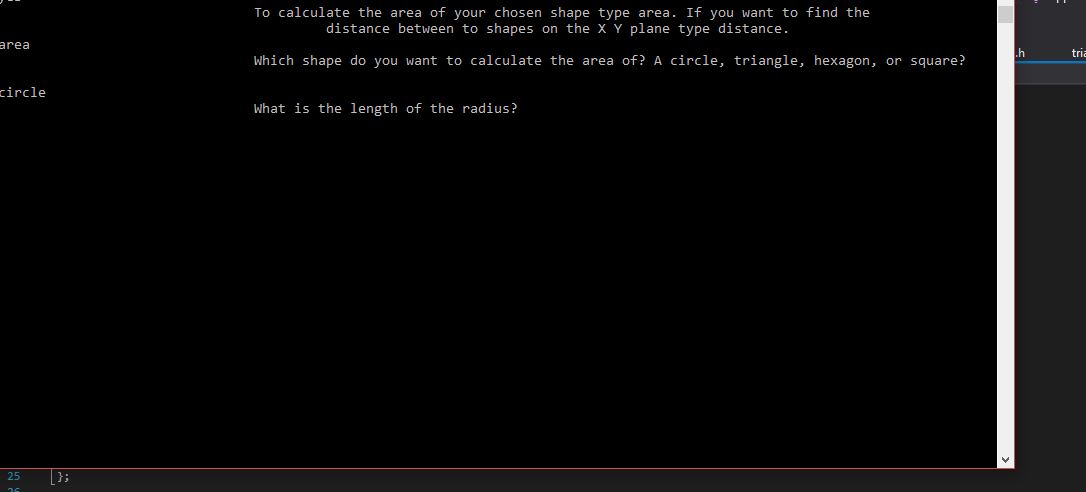 To calculate the area of your chosen shape type area. If you want to find the
distance between to shapes on the X Y plane type distance.
area
Which shape do you want to calculate the area of? A circle, triangle, hexagon, or square?
circle
What is the length of the radius?
.h
25 };